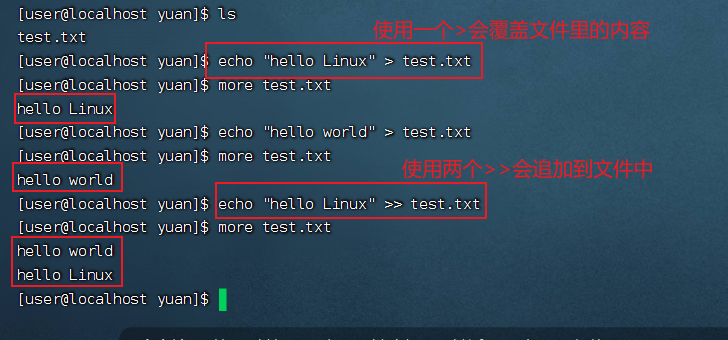 [user@localhost yuan]$ ls
使用一个>会覆盖文件里的内容
test.txt
[user@localhost yuan]$ echo "hello Linux" > test.txt
[user@localhost yuan]$ more test.txt
hello Linux
[user@localhost yuan]$ echo "hello world" > test.txt
[user@localhost yuan]$ more test.txt
使用两个>>会追加到文件中
hello world
[user@localhost yuan]$ echo "hello Linux" >> test.txt
[user@localhost yuan]$ more test.txt
hello world
hello Linux
[user@localhost yuan]$